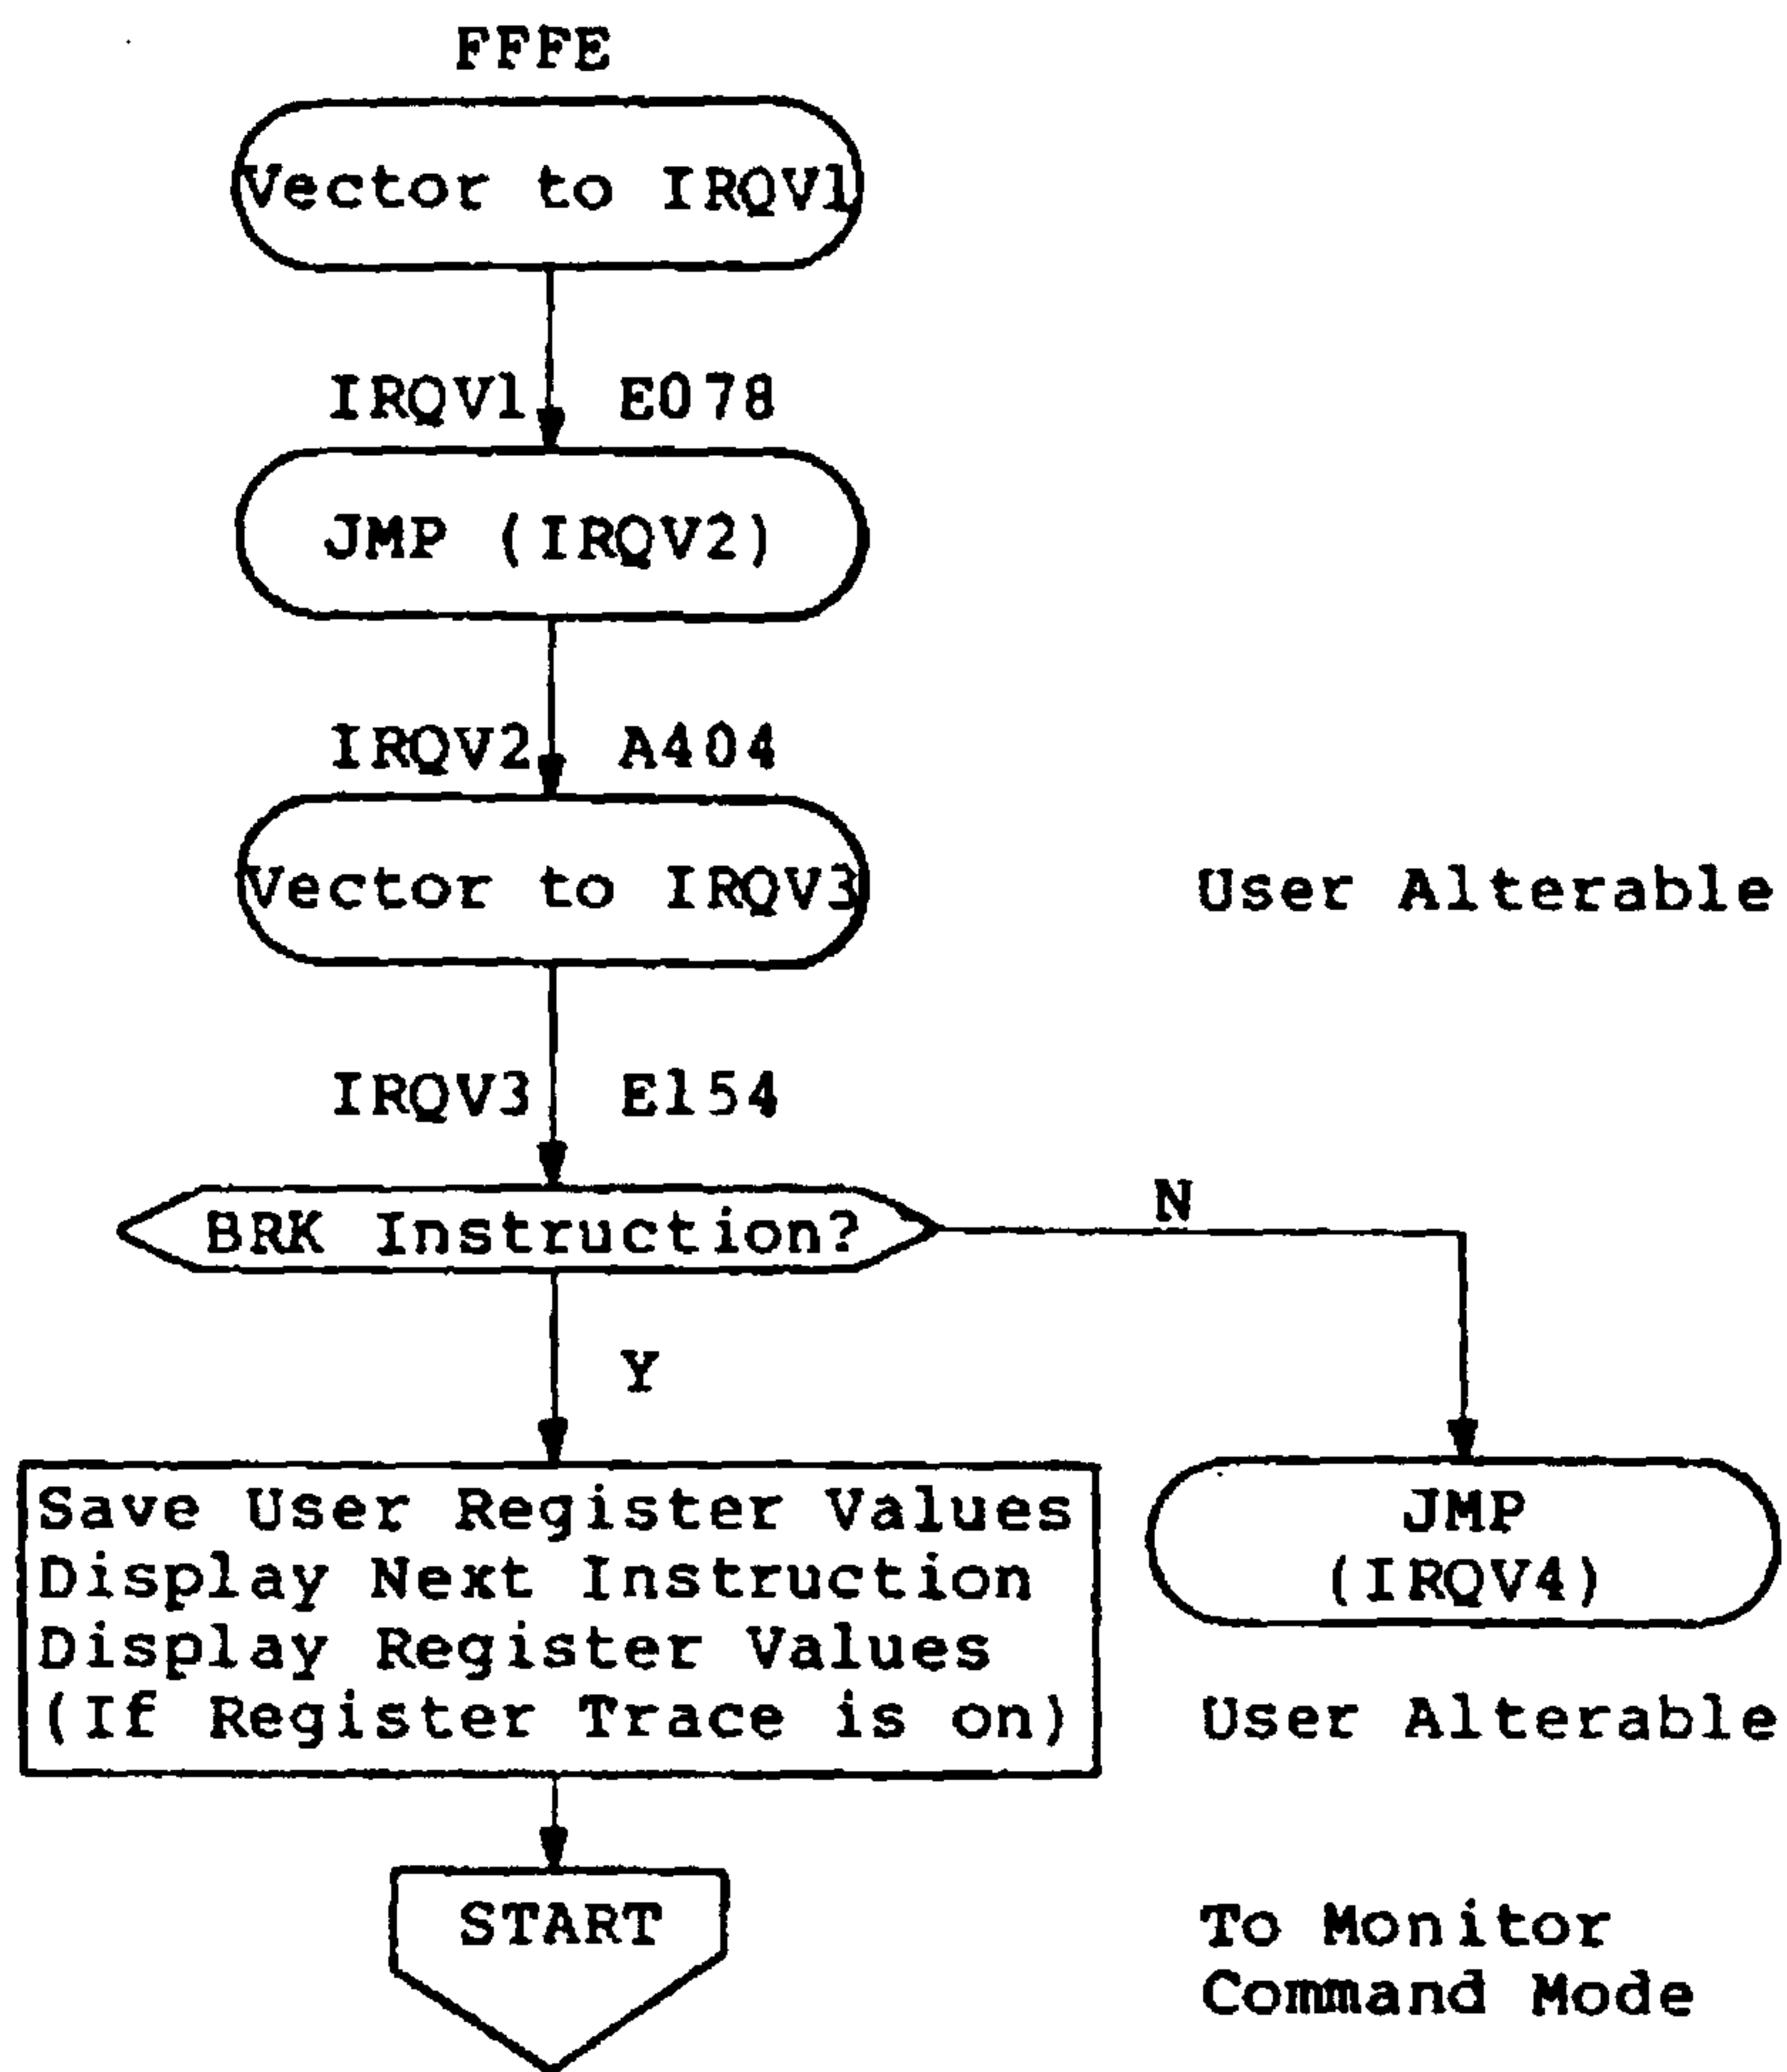 FFFE
Vector to IRQV1
IRQV1 E078
JMP (IRQV2)
IRQV2 A404
Vector to IRQV3
User Alterable
IRQV3 E154
BRK Instruction?
N
Y
Save User Register Values
Display Next Instruction
Display Register Values
(If Register Trace is on)
JMP
(IRQV4)
User Alterable
START
To Monitor
Command Mode